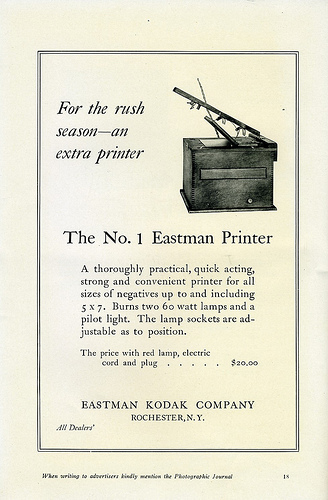 For the rush
season—an
extra printer
The No. 1 Eastman Printer
A thoroughly practical, quick acting,
strong and convenient printer for all
sizes of negatives up to and including
5 x 7. Burns two 60 watt lamps and a
pilot light. The lamp sockets are ad-
justable as to position.
The price with red lamp, electric
cord and plug . . . . . $20.00
EASTMAN KODAK COMPANY
ROCHESTER, N. Y.
All Dealers'
When writing to advertisers kindly mention the Photographic Journal 18